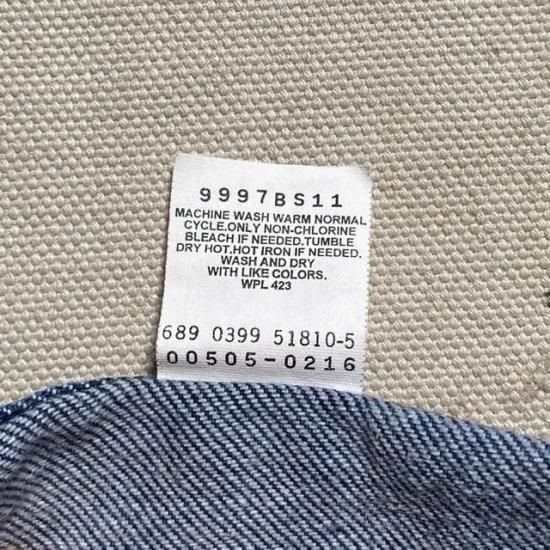 9997BS11
MACHINE WASH WARM NORMAL
CYCLE.ONLY NON-CHLORINE
BLEACH IF NEEDED.TUMBLE
DRY HOT.HOT IRON IF NEEDED.
WASH AND DRY
WITH LIKE COLORS.
WPL 423
689 0399 51810-5
00505-0216